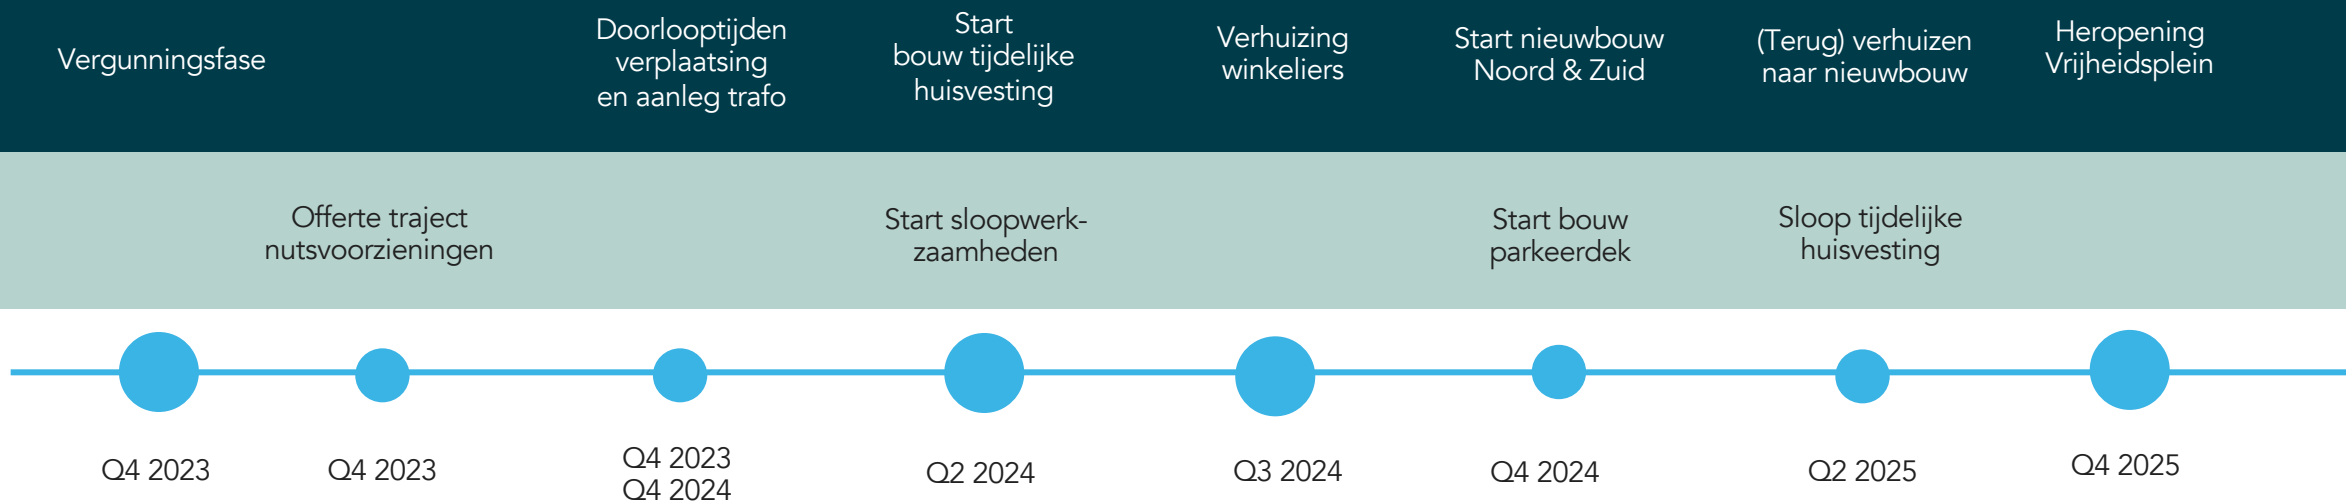 Vergunningsfase
Doorlooptijden
verplaatsing
en aanleg trafo
Start
bouw tijdelijke
huisvesting
Verhuizing
winkeliers
Start nieuwbouw
Noord & Zuid
(Terug) verhuizen
naar nieuwbouw
Heropening
Vrijheidsplein
Offerte traject
nutsvoorzieningen
Start sloopwerk-
zaamheden
Start bouw
parkeerdek
Sloop tijdelijke
huisvesting
Q4 2023
Q4 2023
Q4 2023
Q4 2024
Q2 2024
Q3 2024
Q4 2024
Q2 2025
Q4 2025